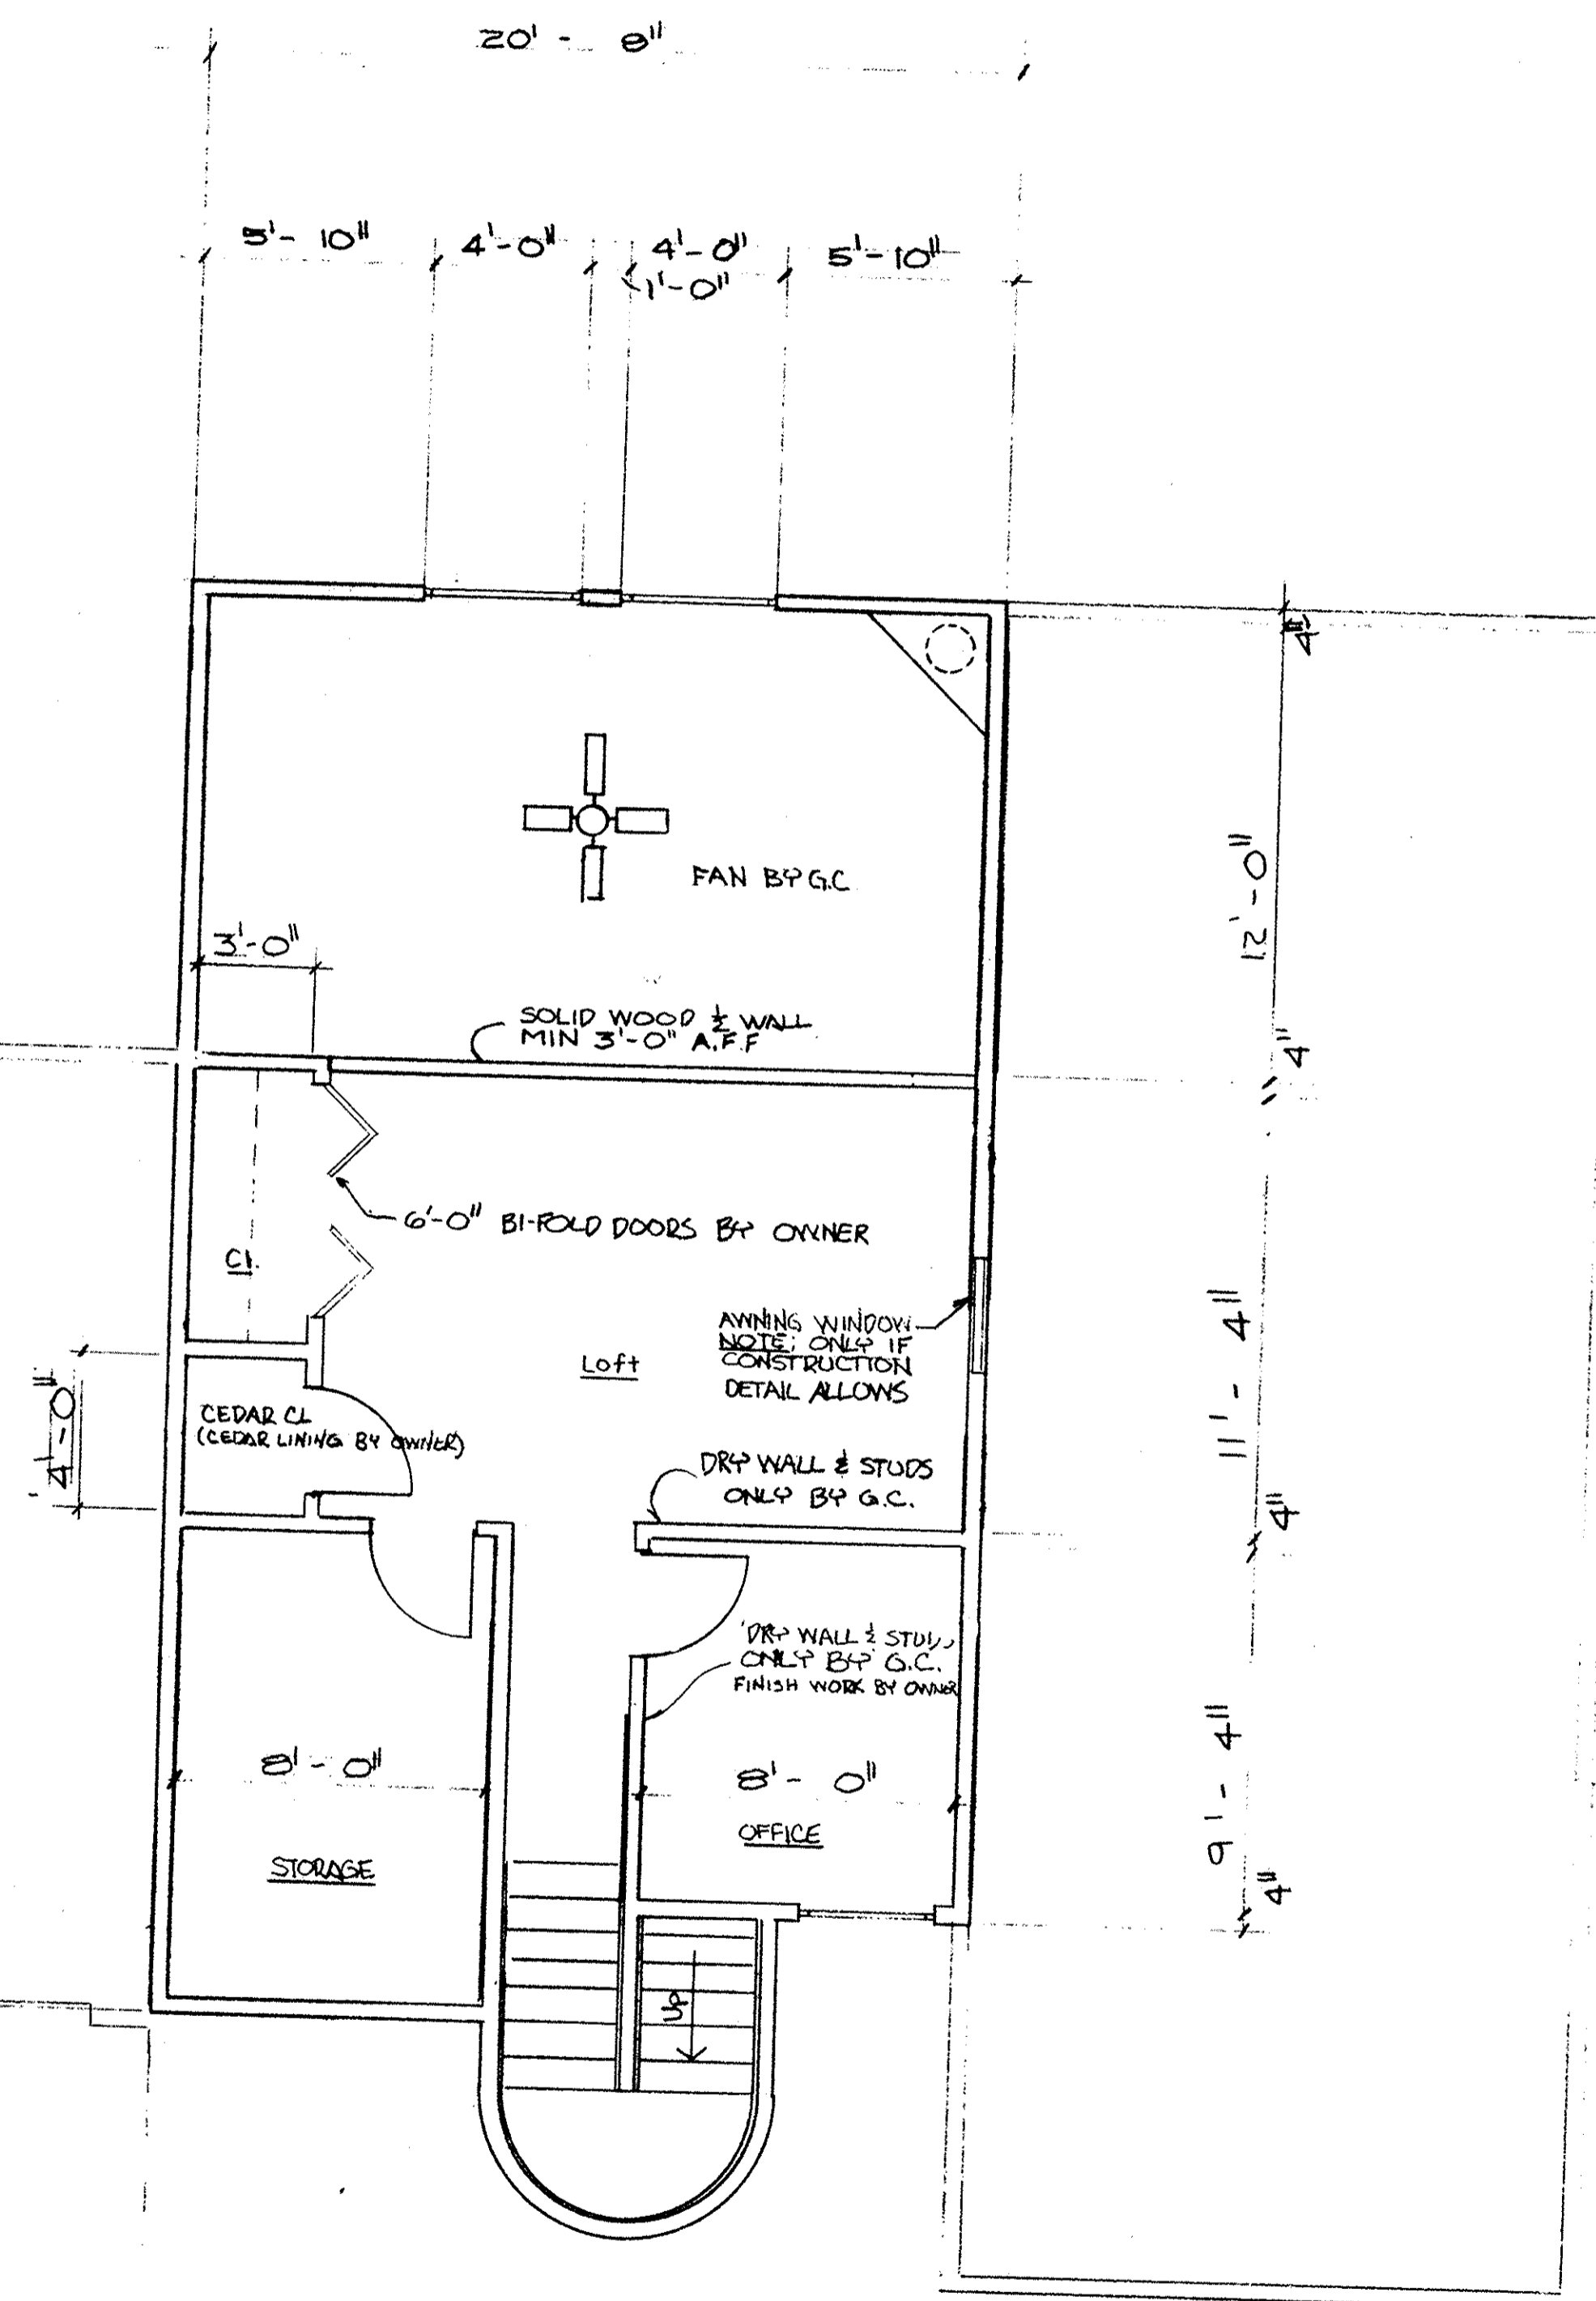 20' - 8"
5'- 10" 4'-0" 4'-0" 5'-10"
1'-0"
4"
FAN BY G.C.
12'-0"
3'-0"
SOLID WOOD ½ WALL
MIN 3'-0" A.F.F
4"
6'-0" BI-FOLD DOORS BY OWNER
Cl.
AWNING WINDOW
NOTE: ONLY IF
CONSTRUCTION
DETAIL ALLOWS
11' - 4"
Loft
4'-0"
CEDAR CL
(CEDAR LINING BY OWNER)
DRY WALL & STUDS
ONLY BY G.C.
4"
DRY WALL & STUDS
ONLY BY G.C.
FINISH WORK BY OWNER
8' - 0"
8' - 0"
9' - 4"
OFFICE
STORAGE
4"
UP